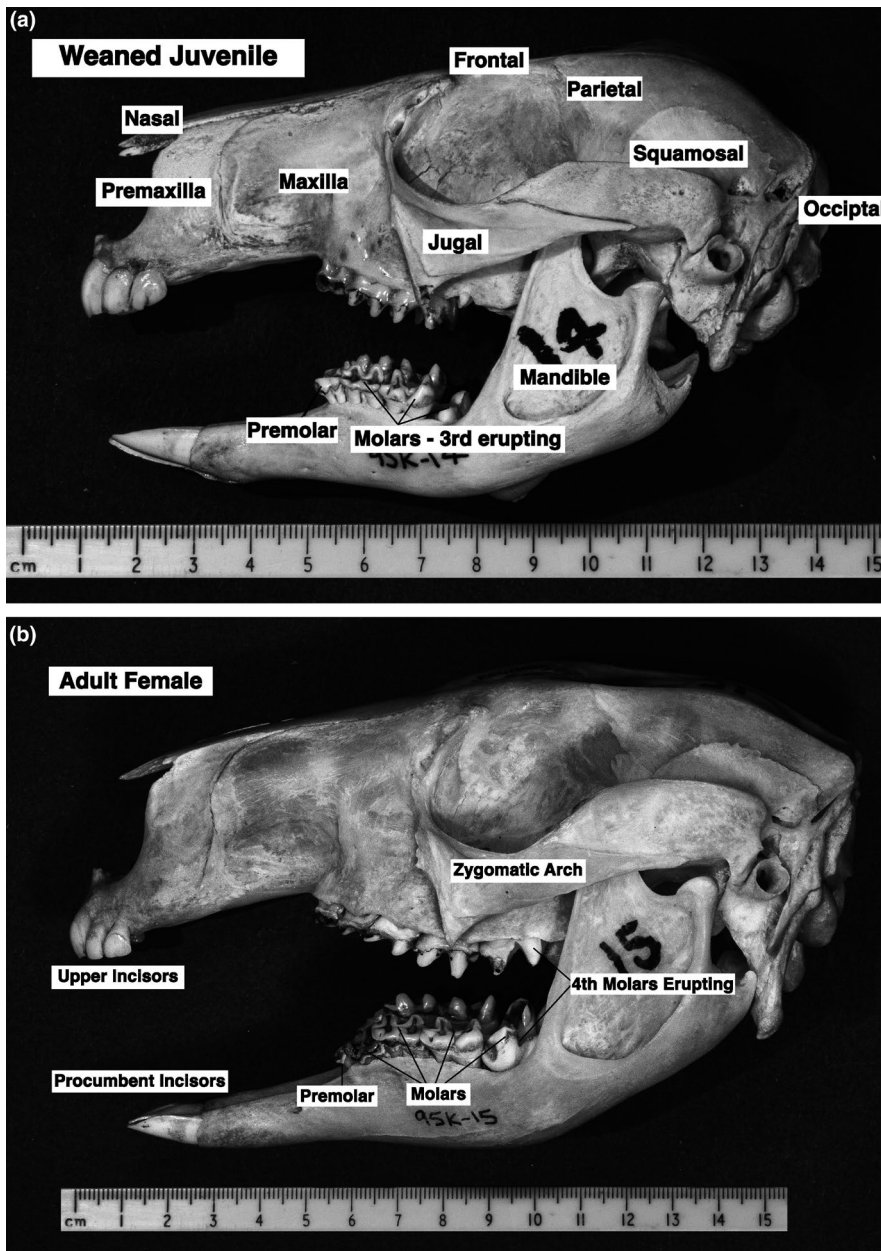 (a)
Weaned Juvenile
Frontal
Parietal
Nasal
Squamosal
Premaxilla
Maxilla
Occiptal
Jugal
14
Mandible
Premolar
Molars - 3rd erupting
95K-14
cm 1 2 3 4 5 6 7 8 9 10 11 12 13 14 15
(b)
Adult Female
Zygomatic Arch
15
Upper Incisors
4th Molars Erupting
Procumbent Incisors
Premolar
Molars
95K-15
cm 1 2 3 4 5 6 7 8 9 10 11 12 13 14 15